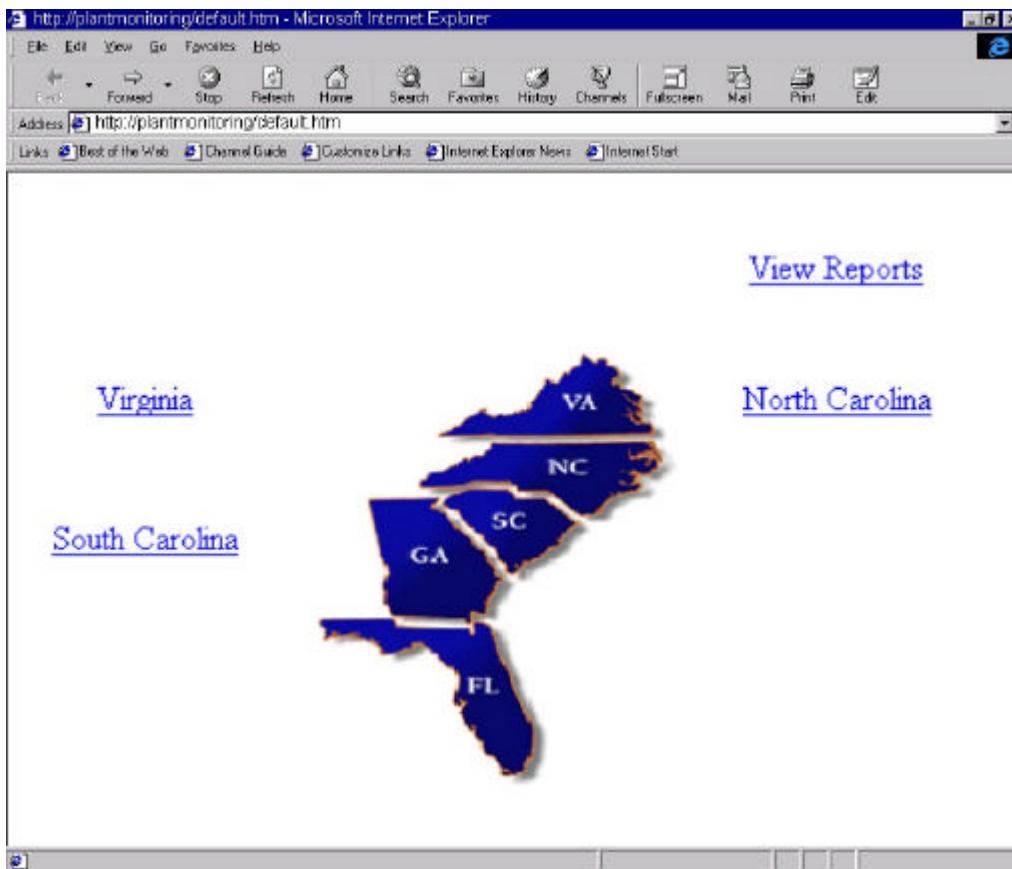 http://plantmonitoring/default.htm - Microsoft Internet Explorer
File Edit View Go Favorites Help
Back Forward Stop Refresh Home Search Favorites History Channels Fullscreen Mail Print Edit
Address http://plantmonitoring/default.htm
Links Best of the Web Channel Guide Customize Links Internet Explorer News Internet Start
View Reports
Virginia
North Carolina
South Carolina
VA
NC
SC
GA
FL